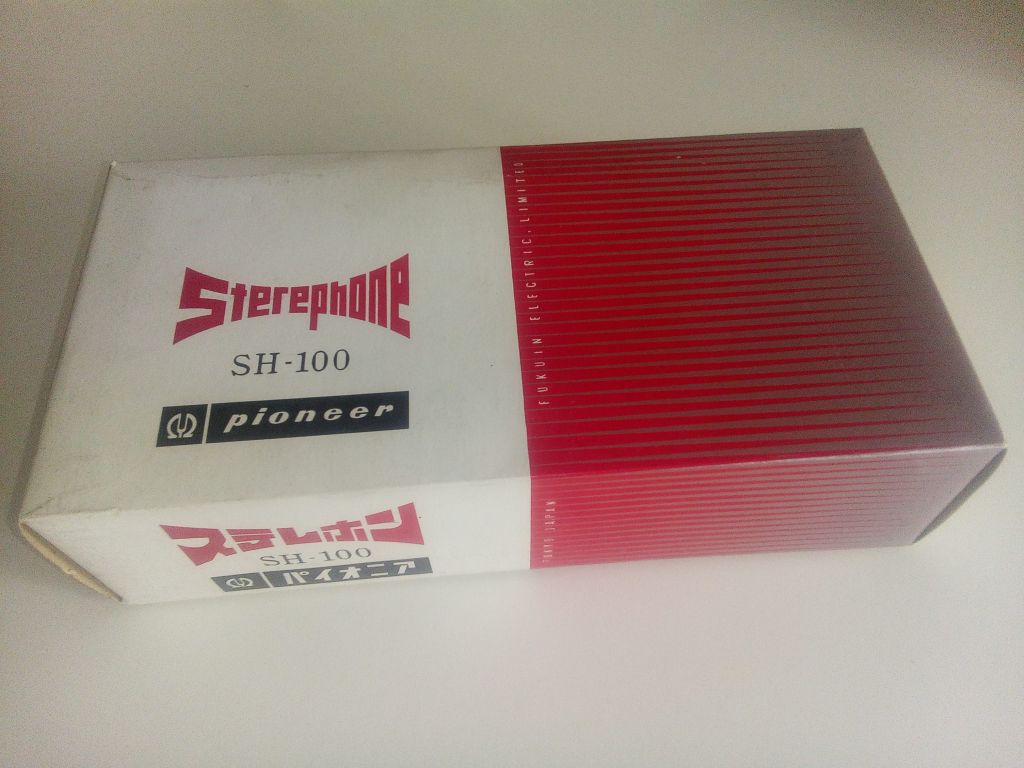 Sterephone
SH-100
pioneer
FUKUIN ELECTRIC, LIMITED
ステレホン
SH-100
パイオニア
TOKYO JAPAN